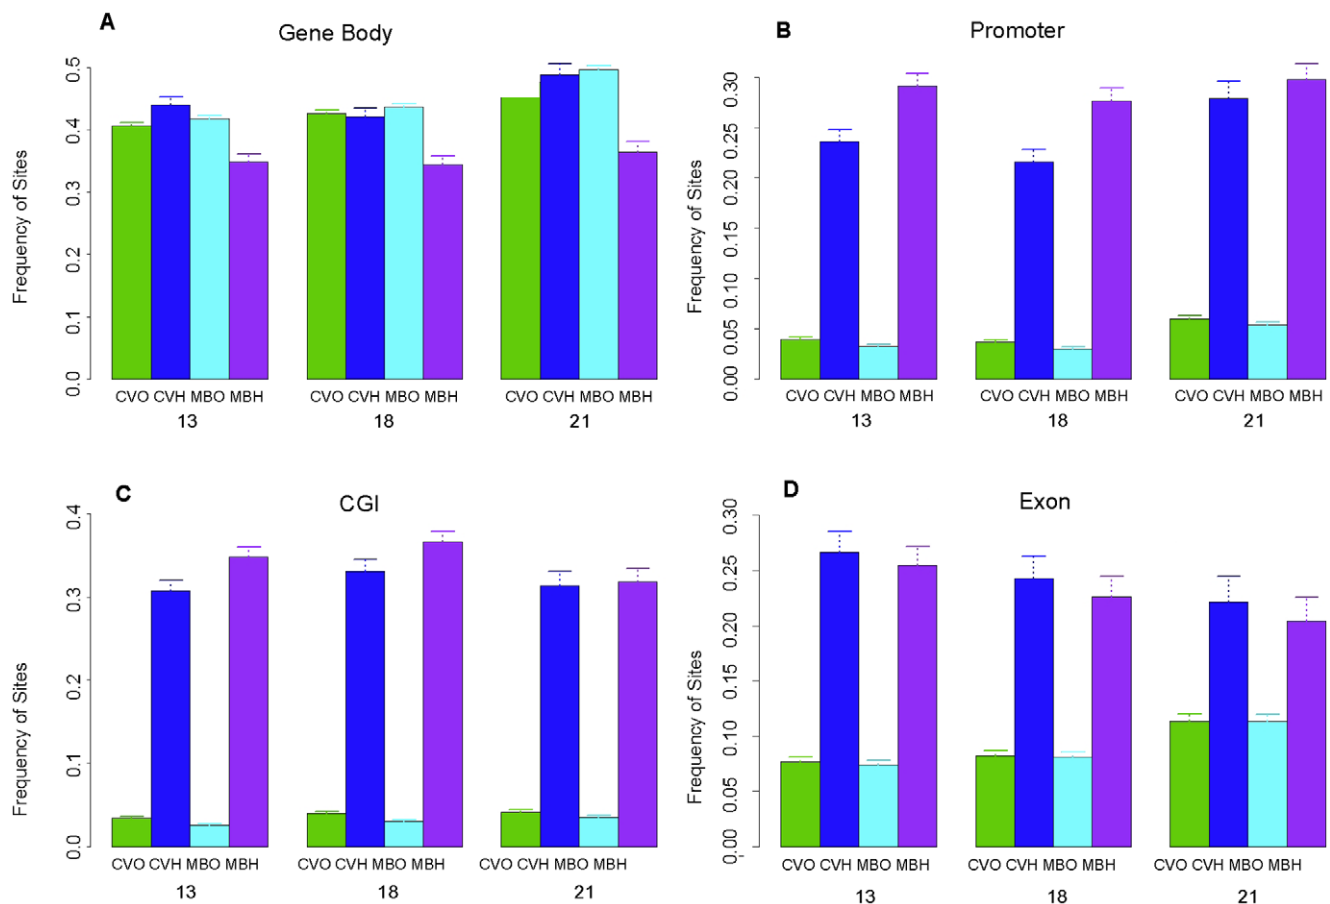 A
Gene Body
Frequency of Sites
0.0 0.1 0.2 0.3 0.4 0.5
CVO CVH MBO MBH CVO CVH MBO MBH CVO CVH MBO MBH
13 18 21
B
Promoter
Frequency of Sites
0.00 0.05 0.10 0.15 0.20 0.25 0.30
CVO CVH MBO MBH CVO CVH MBO MBH CVO CVH MBO MBH
13 18 21
C
CGI
Frequency of Sites
0.0 0.1 0.2 0.3 0.4
CVO CVH MBO MBH CVO CVH MBO MBH CVO CVH MBO MBH
13 18 21
D
Exon
Frequency of Sites
0.00 0.05 0.10 0.15 0.20 0.25 0.30
CVO CVH MBO MBH CVO CVH MBO MBH CVO CVH MBO MBH
13 18 21